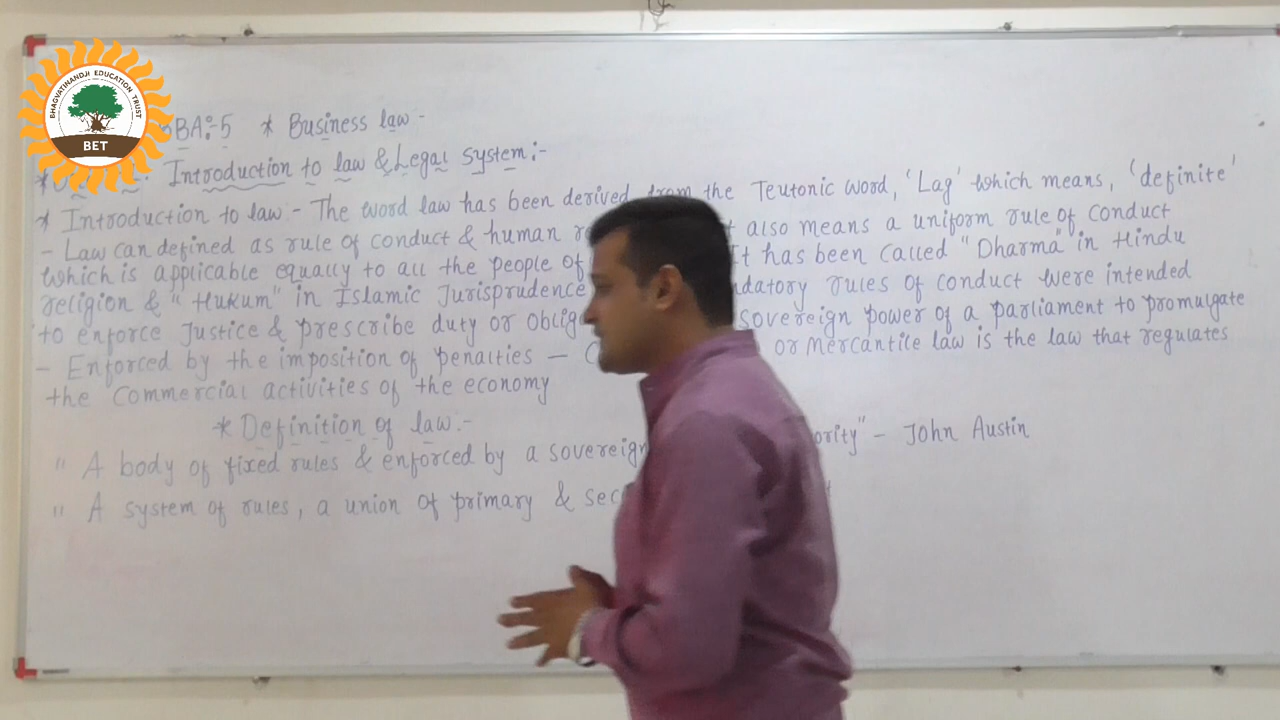 BHAGVATINANDJI EDUCATION TRUST
BET
BBA:-5 * Business law -
* Introduction to law & Legal system:-
* Introduction to law:- The word law has been derived from the Teutonic word, 'Lag' which means, 'definite'
- Law can defined as rule of conduct & human also means a uniform rule of conduct
which is applicable equally to all the people of It has been called "Dharma" in Hindu
religion & "Hukum" in Islamic Jurisprudence rules of conduct were intended
to enforce Justice & prescribe duty or sovereign power of a parliament to promulgate
- Enforced by the imposition of penalties - or Mercantile law is the law that regulates
the Commercial activities of the economy
* Definition of law:-
" A body of fixed rules & enforced by a sovereign " - John Austin
" A system of rules, a union of primary &